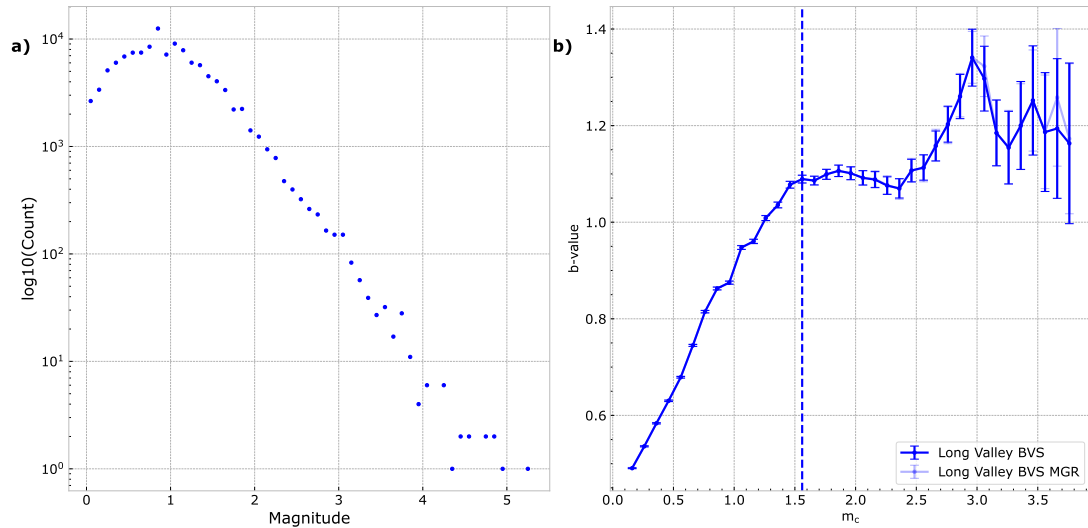 a)
log10(Count)
10⁴
10³
10²
10¹
10⁰
0 1 2 3 4 5
Magnitude
b)
b-value
1.4
1.2
1.0
0.8
0.6
0.0 0.5 1.0 1.5 2.0 2.5 3.0 3.5
m_c
Long Valley BVS
Long Valley BVS MGR